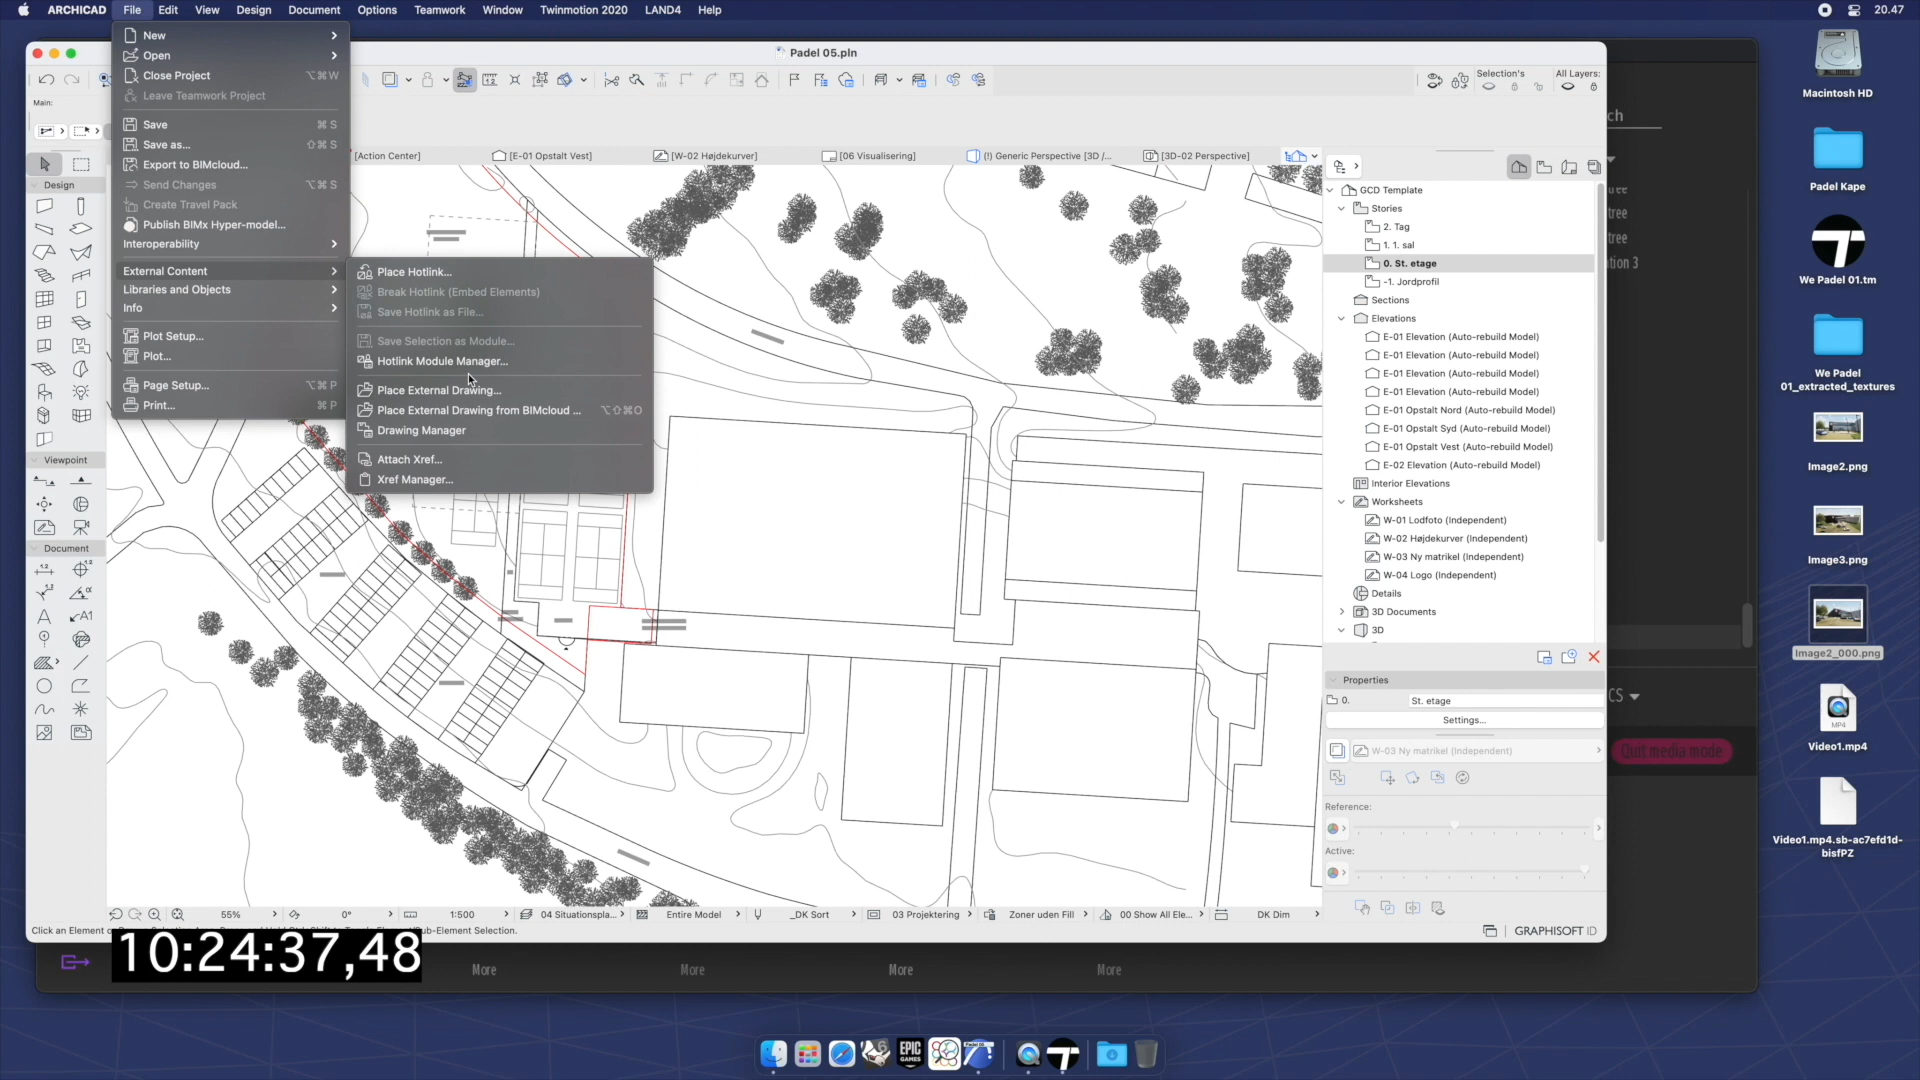 ARCHICAD File Edit View Design Document Options Teamwork Window Twinmotion 2020 LAND4 Help 20.47
Padel 05.pln
New
Open
Close Project ⌥⌘W
Leave Teamwork Project
Save ⌘S
Save as... ⇧⌘S
Export to BIMcloud...
Send Changes ⌥⌘S
Create Travel Pack
Publish BIMx Hyper-model...
Interoperability
External Content
Libraries and Objects
Info
Plot Setup...
Plot...
Page Setup... ⌥⌘P
Print... ⌘P
Place Hotlink...
Break Hotlink (Embed Elements)
Save Hotlink as File...
Save Selection as Module...
Hotlink Module Manager...
Place External Drawing...
Place External Drawing from BIMcloud ... ⌥⇧⌘O
Drawing Manager
Attach Xref...
Xref Manager...
Main:
Design
Viewpoint
Document
Selection's
All Layers:
[Action Center]
[E-01 Opstalt Vest]
[W-02 Højdekurver]
[06 Visualisering]
(!) Generic Perspective [3D /...
[3D-02 Perspective]
GCD Template
Stories
2. Tag
1. 1. sal
0. St. etage
-1. Jordprofil
Sections
Elevations
E-01 Elevation (Auto-rebuild Model)
E-01 Elevation (Auto-rebuild Model)
E-01 Elevation (Auto-rebuild Model)
E-01 Elevation (Auto-rebuild Model)
E-01 Opstalt Nord (Auto-rebuild Model)
E-01 Opstalt Syd (Auto-rebuild Model)
E-01 Opstalt Vest (Auto-rebuild Model)
E-02 Elevation (Auto-rebuild Model)
Interior Elevations
Worksheets
W-01 Lodfoto (Independent)
W-02 Højdekurver (Independent)
W-03 Ny matrikel (Independent)
W-04 Logo (Independent)
Details
3D Documents
3D
Properties
0. St. etage
Settings...
W-03 Ny matrikel (Independent)
Reference:
Active:
55% 0° 1:500 04 Situationspla... Entire Model _DK Sort 03 Projektering Zoner uden Fill 00 Show All Ele... DK Dim
GRAPHISOFT ID
10:24:37,48
More More More More
Quit media mode
Macintosh HD
Padel Kape
We Padel 01.tm
We Padel
01_extracted_textures
Image2.png
Image3.png
Image2_000.png
MP4
Video1.mp4
Video1.mp4.sb-ac7efd1d-
bisfPZ
EPIC
GAMES